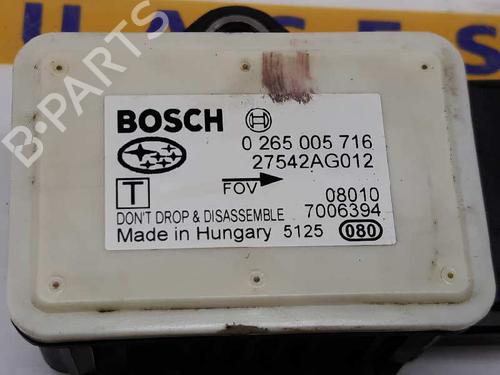 B-PARTS
BOSCH
0 265 005 716
27542AG012
T
FOV
08010
DON'T DROP & DISASSEMBLE 7006394
Made in Hungary 5125 080